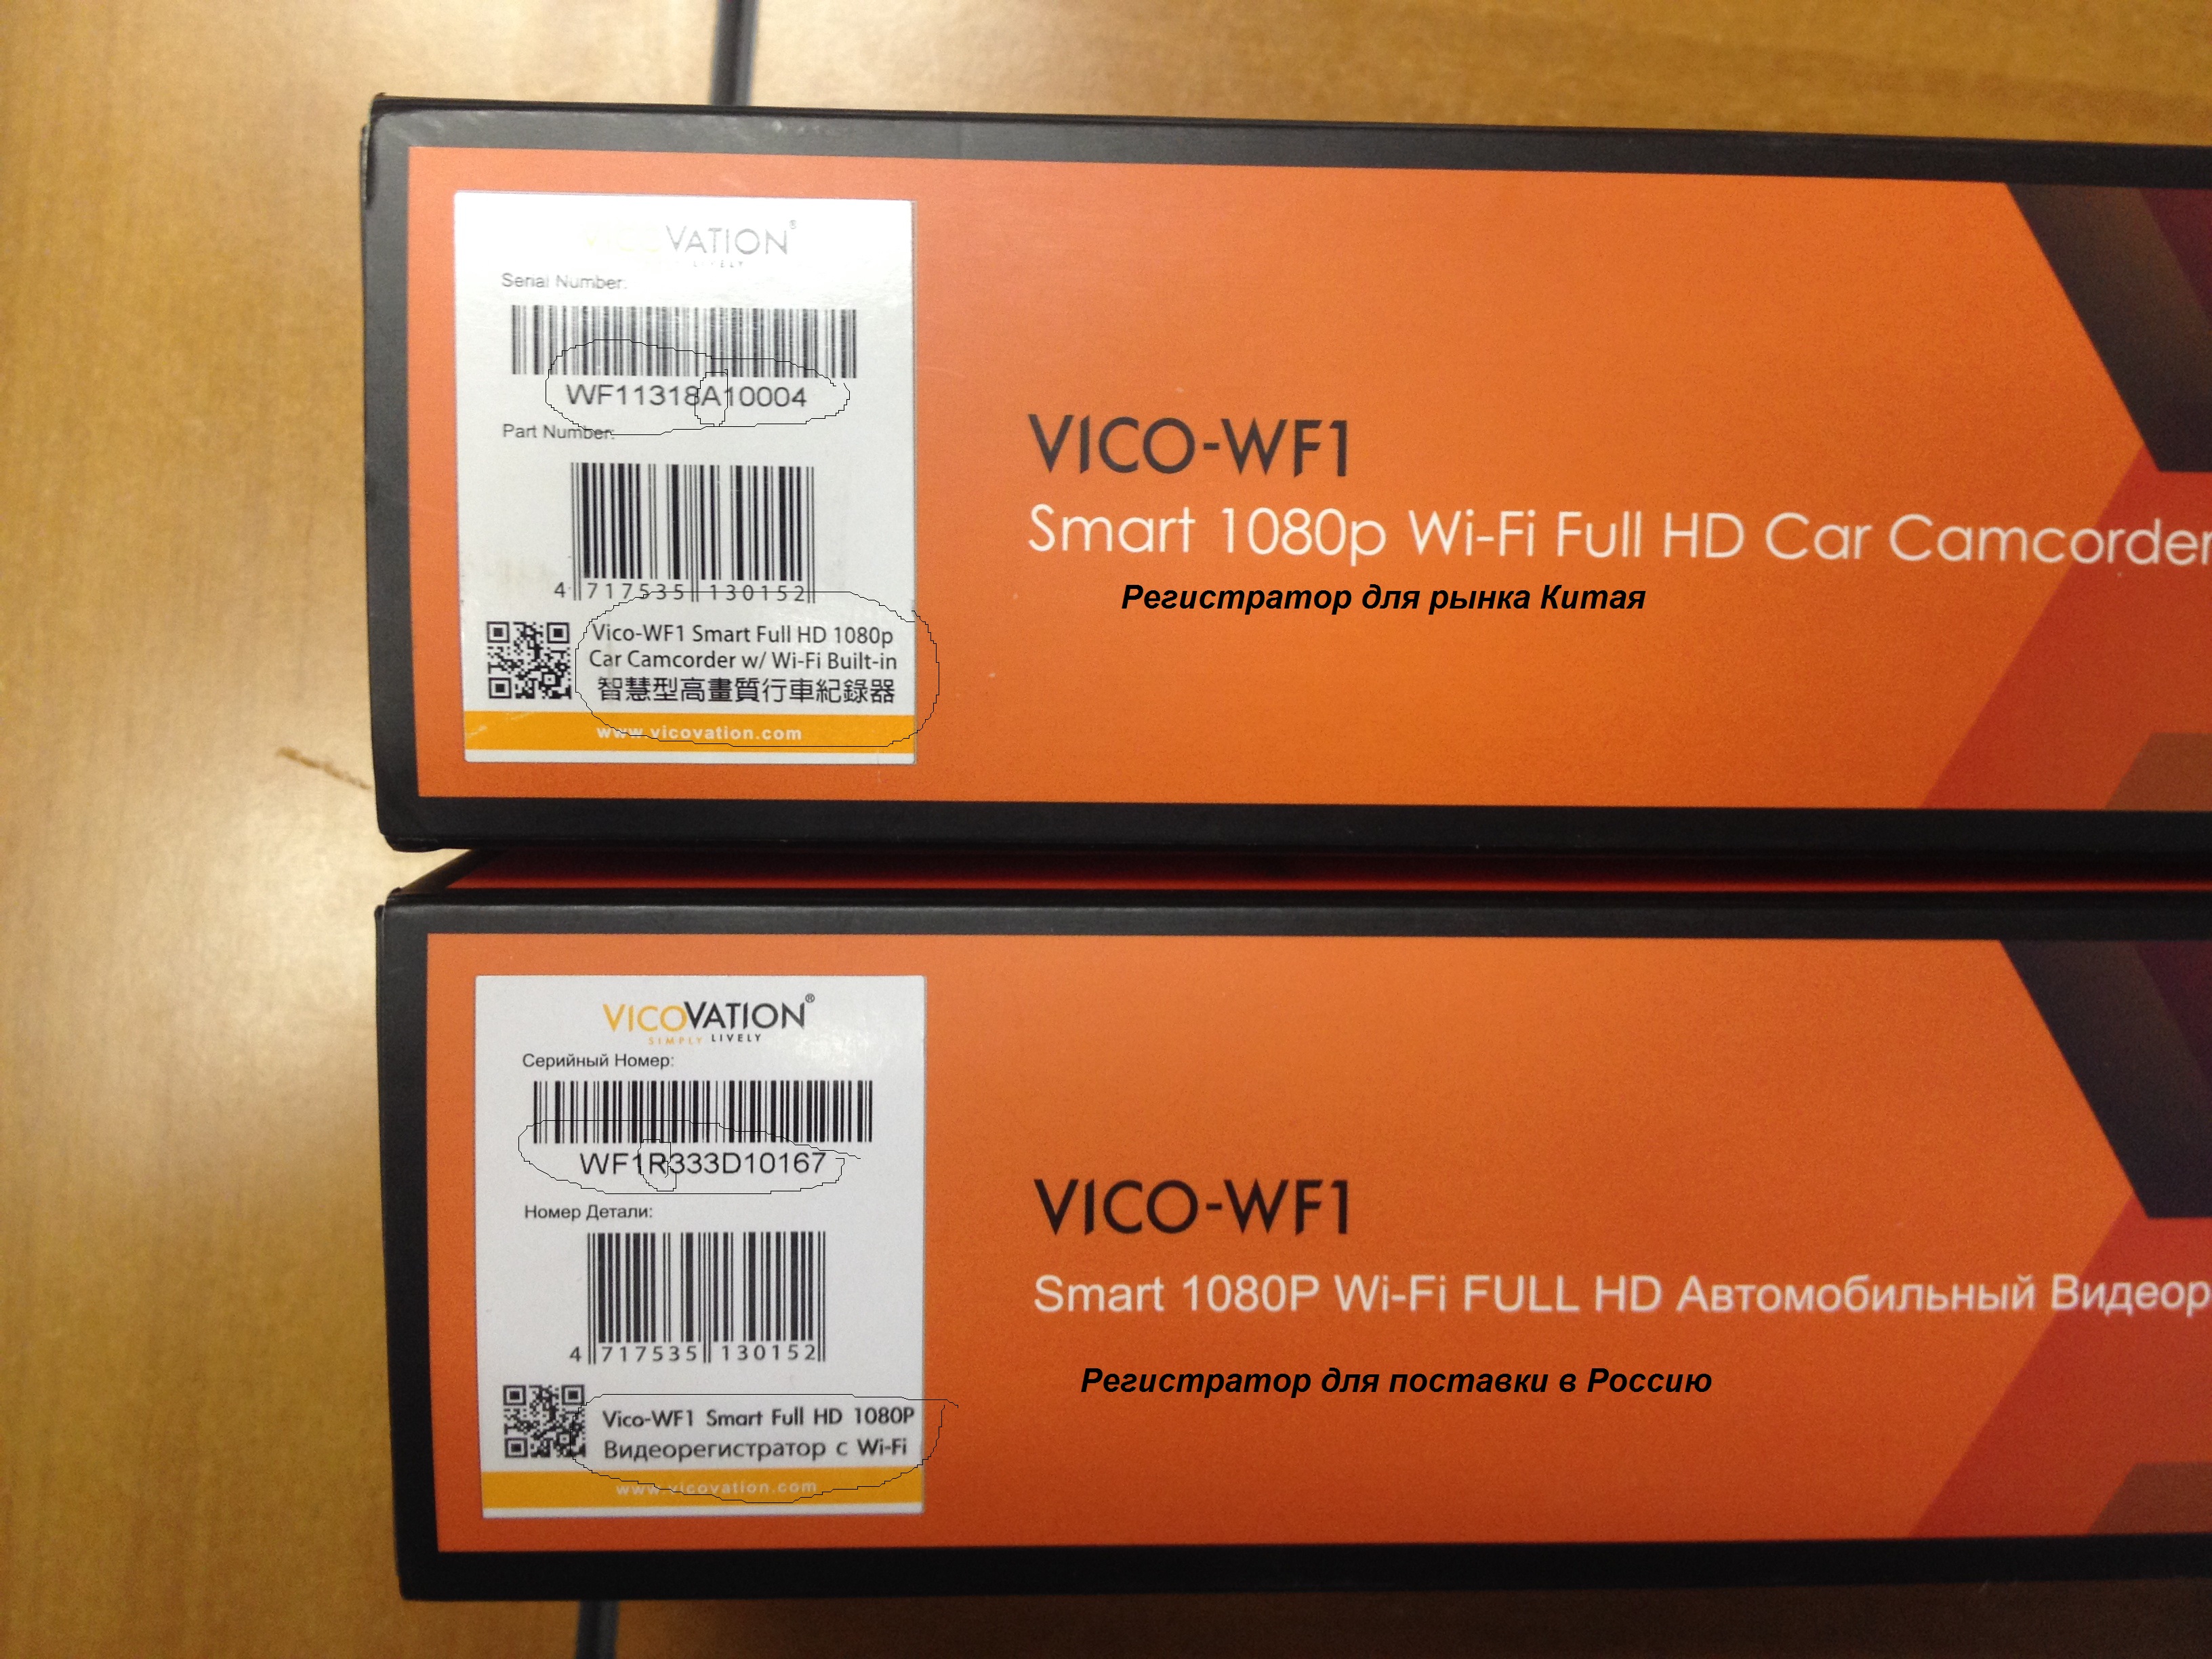 VICOVATION®
LIVELY
Serial Number:
WF11318A10004
Part Number:
4 717535 130152
Vico-WF1 Smart Full HD 1080p
Car Camcorder w/ Wi-Fi Built-in
智慧型高畫質行車紀錄器
www.vicovation.com
VICO-WF1
Smart 1080p Wi-Fi Full HD Car Camcorder
Регистратор для рынка Китая
VICOVATION®
SIMPLY LIVELY
Серийный Номер:
WF1R333D10167
Номер Детали:
4 717535 130152
Vico-WF1 Smart Full HD 1080P
Видеорегистратор с Wi-Fi
www.vicovation.com
VICO-WF1
Smart 1080P Wi-Fi FULL HD Автомобильный Видеор
Регистратор для поставки в Россию